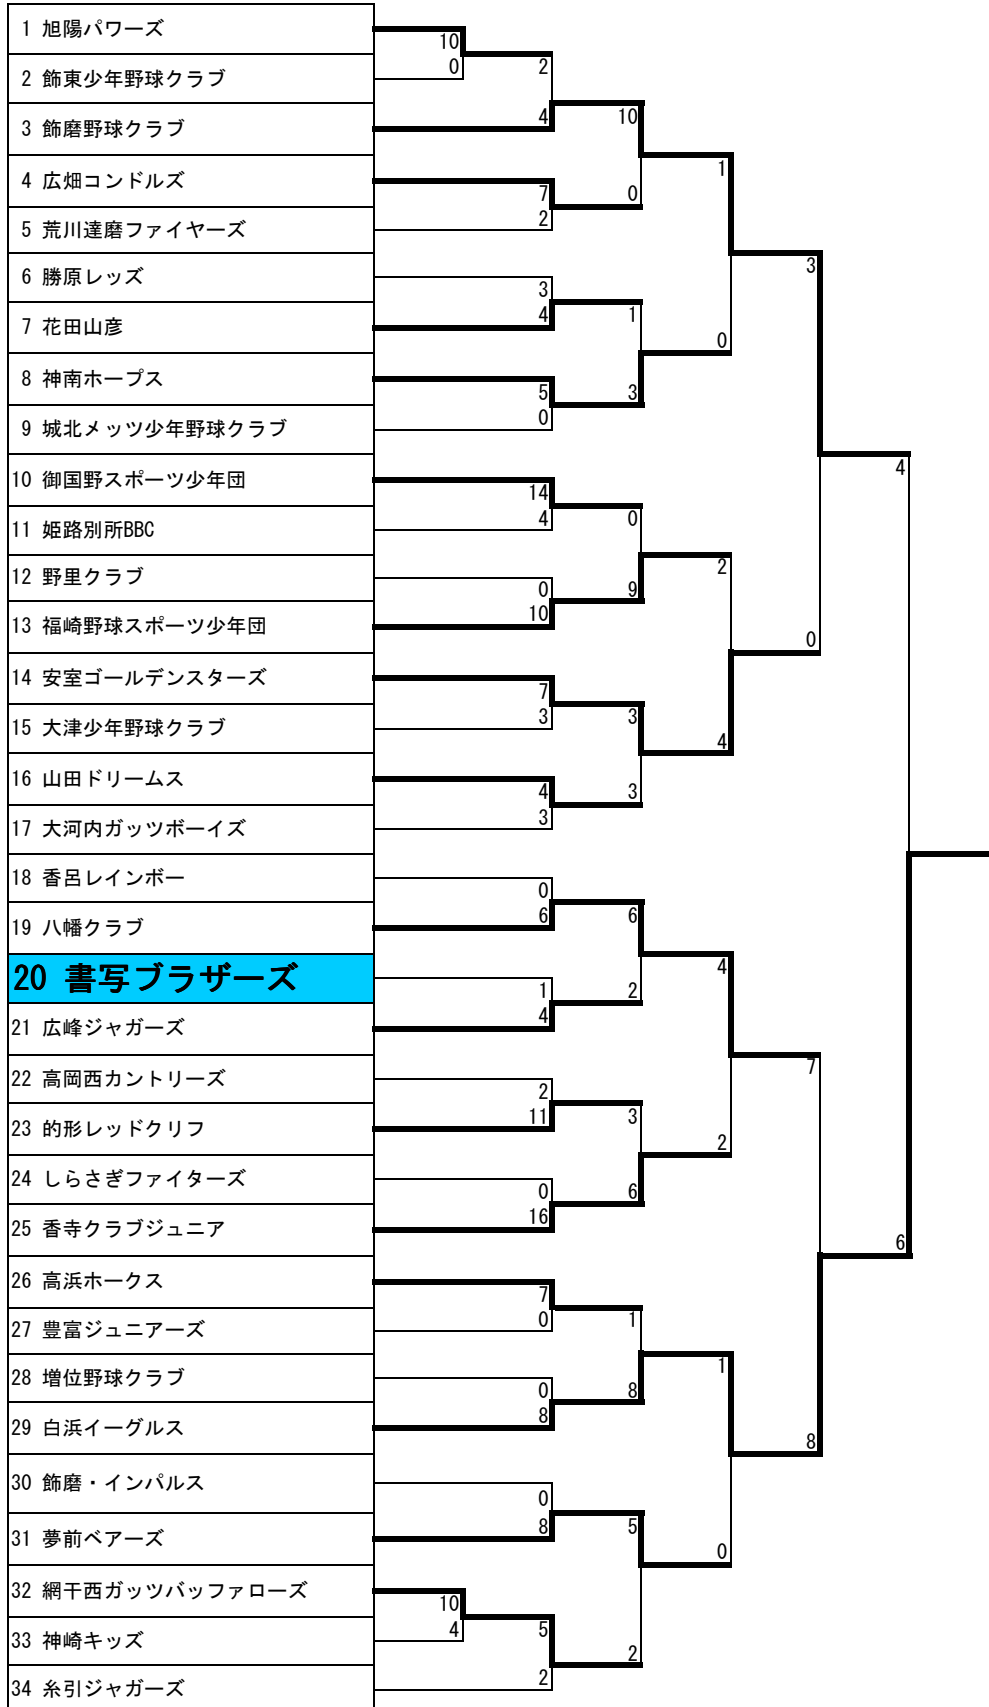 1 旭陽パワーズ
10
2 飾東少年野球クラブ
0
2
3 飾磨野球クラブ
4
10
4 広畑コンドルズ
7
0
1
5 荒川達磨ファイヤーズ
2
6 勝原レッズ
3
3
7 花田山彦
4
1
0
8 神南ホープス
5
3
9 城北メッツ少年野球クラブ
0
10 御国野スポーツ少年団
14
4
11 姫路別所BBC
4
0
12 野里クラブ
0
9
2
13 福崎野球スポーツ少年団
10
0
14 安室ゴールデンスターズ
7
15 大津少年野球クラブ
3
3
4
16 山田ドリームス
4
3
17 大河内ガッツボーイズ
3
18 香呂レインボー
0
19 八幡クラブ
6
6
20 書写ブラザーズ
1
2
4
21 広峰ジャガーズ
4
7
22 高岡西カントリーズ
2
23 的形レッドクリフ
11
3
2
24 しらさぎファイターズ
0
6
25 香寺クラブジュニア
16
6
26 高浜ホークス
7
27 豊富ジュニアーズ
0
1
28 増位野球クラブ
0
8
1
29 白浜イーグルス
8
8
30 飾磨・インパルス
0
31 夢前ベアーズ
8
5
0
32 網干西ガッツバッファローズ
10
33 神崎キッズ
4
5
2
34 糸引ジャガーズ
2